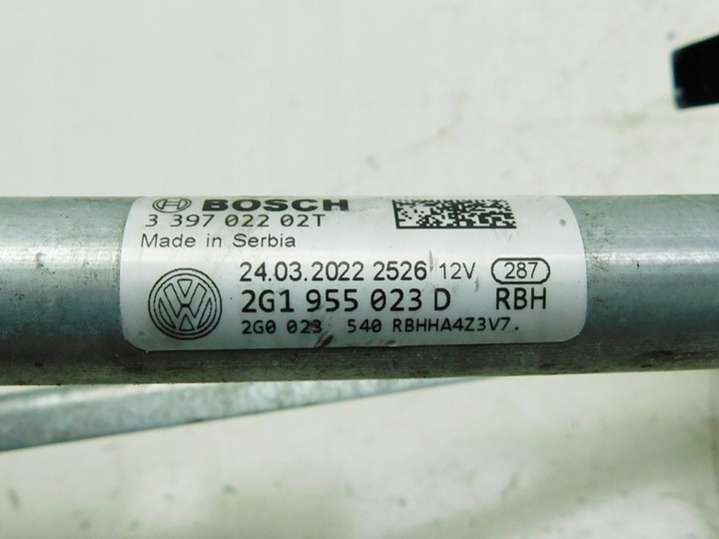 BOSCH
3 397 022 02T
Made in Serbia
24.03.2022 2526 12V 287
2G1 955 023 D RBH
2G0 023 540 RBHHA4Z3V7.